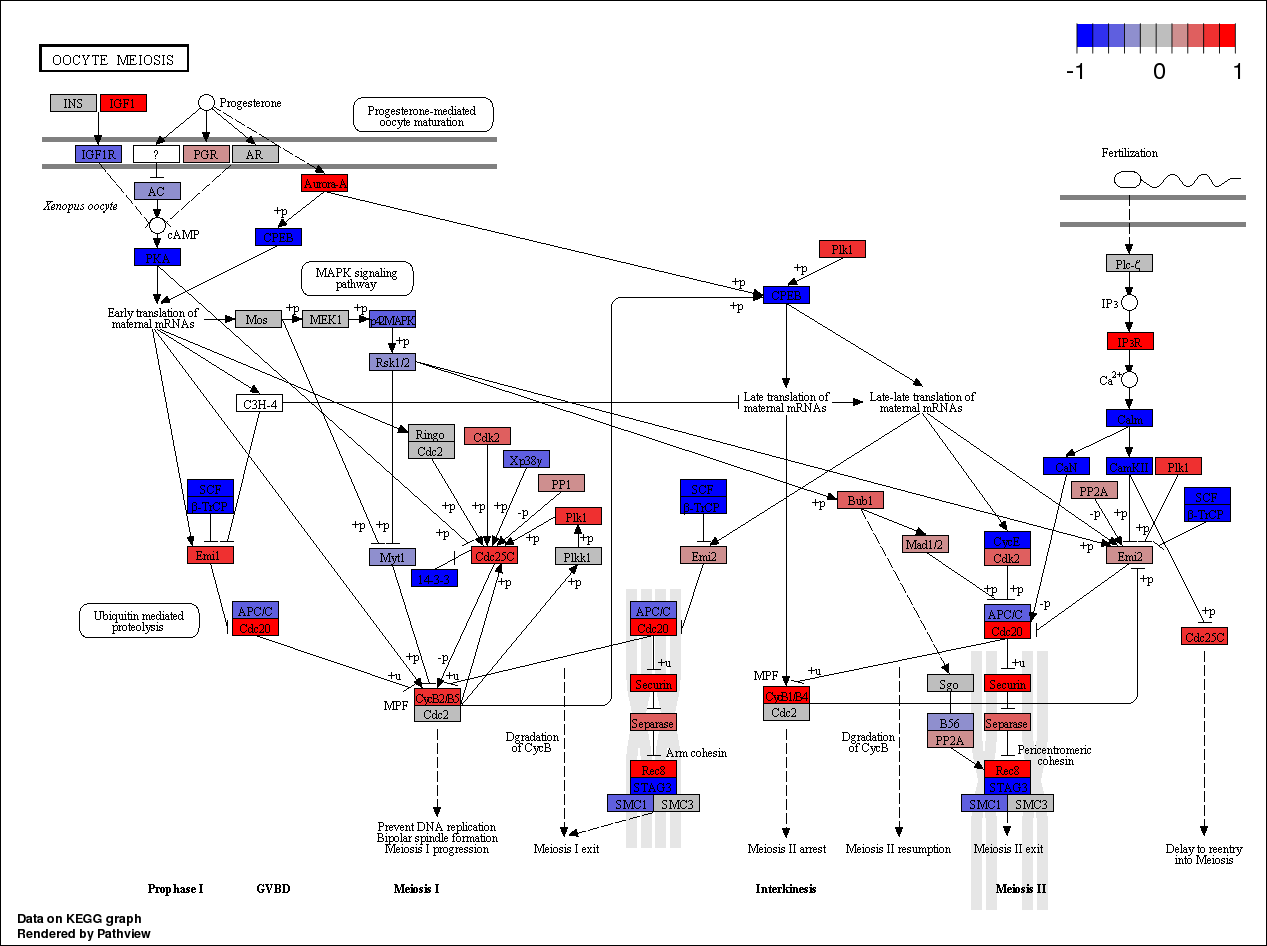 OOCYTE MEIOSIS
-1 0 1
INS IGF1
Progesterone
Progesterone-mediated
oocyte maturation
IGF1R ? PGR AR
Fertilization
AC
Aurora-A
Xenopus oocyte
+p
cAMP
PKA
Plk1
+p
+p
+p
Plc-ζ
MAPK signaling
pathway
IP3
Early translation of
maternal mRNAs
Mos
+p
MEK1
+p
p42MAPK
+p
IP3R
Rsk1/2
Ca2+
C3H-4
Late translation of
maternal mRNAs
Late-late translation of
maternal mRNAs
Ringo
Cdc2
Cdk2
Xp38γ
PP1
CaN
Plk1
PP2A
SCF
β-TrCP
SCF
β-TrCP
SCF
β-TrCP
Bub1
+p
+p
+p
+p
-p
+p
+p
-p
+p
+p
Plk1
+p
Emi1
Myt1
Cdc25C
Plkk1
14-3-3
+p
+p
Emi2
Mad1/2
Cdk2
+p
+p
Emi2
+p
+p
-p
+p
Ubiquitin mediated
proteolysis
APC/C
Cdc20
APC/C
Cdc20
APC/C
Cdc20
Cdc25C
+p
-p
+u
+u
+u
+u
+u
MPF
CycB2/B5
Cdc2
Securin
MPF
CycB1/B4
Cdc2
Sgo
Securin
Separase
B56
PP2A
Separase
Dgradation
of CycB
Arm cohesin
Dgradation
of CycB
Pericentromeric
cohesin
Rec8
STAG3
SMC1 SMC3
Rec8
STAG3
SMC1 SMC3
Prevent DNA replication
Bipolar spindle formation
Meiosis I progression
Meiosis I exit
Meiosis II arrest
Meiosis II resumption
Meiosis II exit
Delay to reentry
into Meiosis
Prophase I GVBD Meiosis I Interkinesis Meiosis II
Data on KEGG graph
Rendered by Pathview